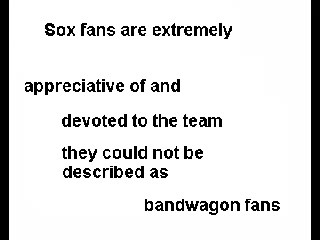 Sox fans are extremely
appreciative of and
devoted to the team
they could not be
described as
bandwagon fans